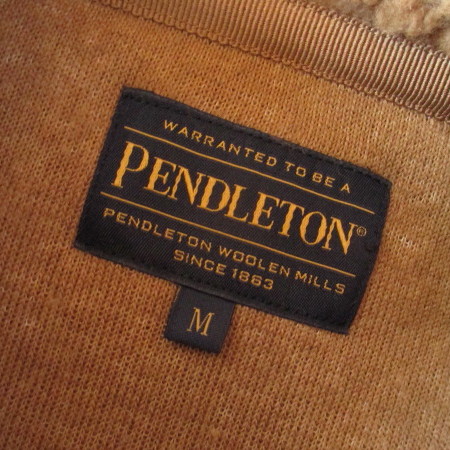 WARRANTED TO BE A
PENDLETON®
PENDLETON WOOLEN MILLS
SINCE 1863
M